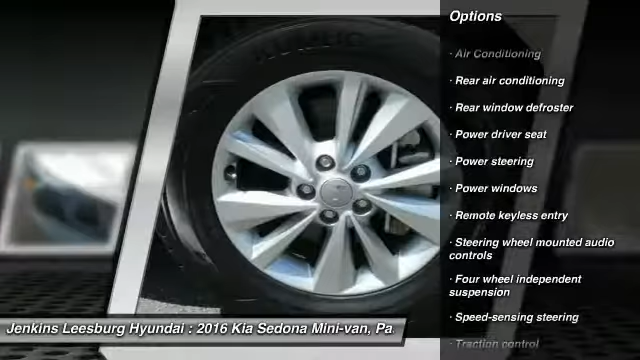 Options
· Air Conditioning
· Rear air conditioning
· Rear window defroster
· Power driver seat
· Power steering
· Power windows
· Remote keyless entry
· Steering wheel mounted audio
controls
· Four wheel independent
suspension
· Speed-sensing steering
· Traction control
Jenkins Leesburg Hyundai : 2016 Kia Sedona Mini-van, Pa.